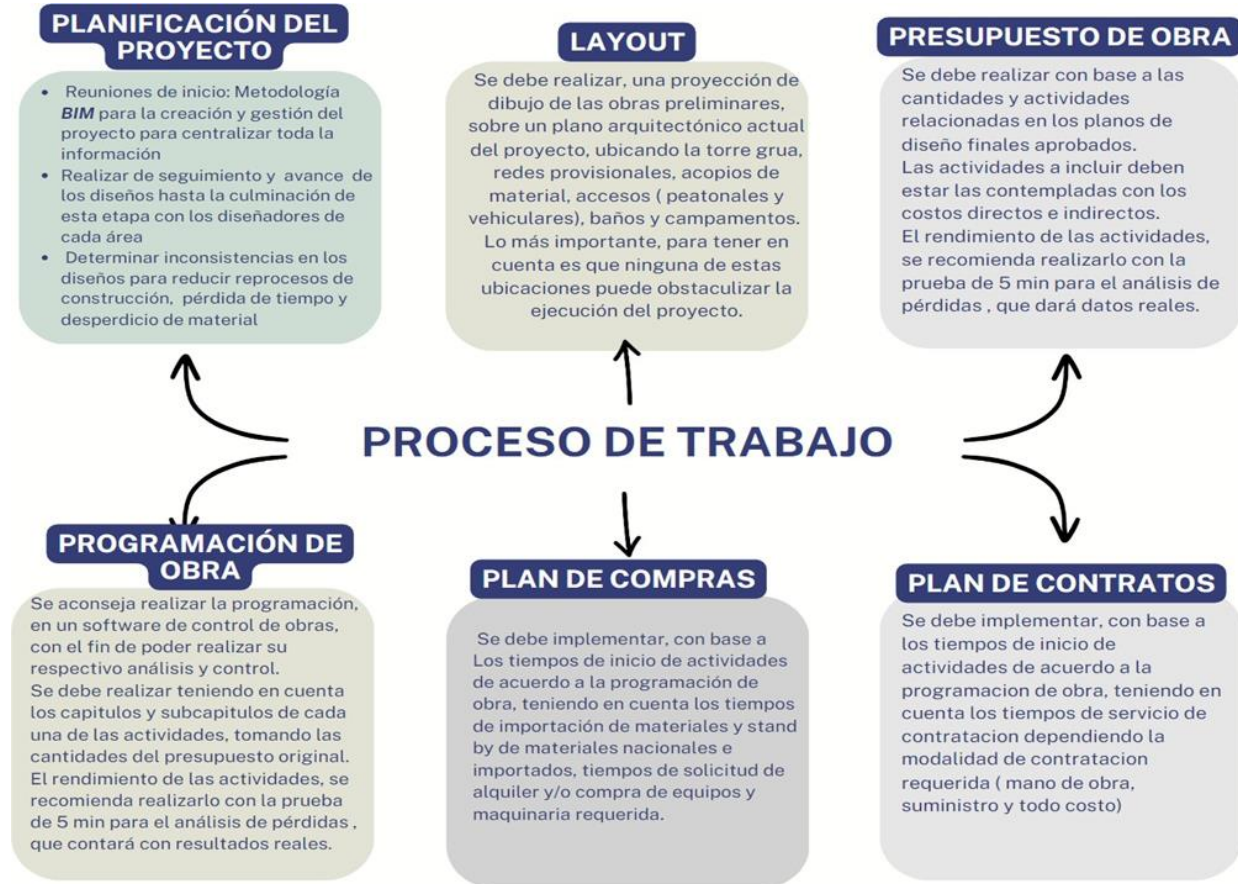 PLANIFICACIÓN DEL
PROYECTO
• Reuniones de inicio: Metodología
BIM para la creación y gestión del
proyecto para centralizar toda la
información
• Realizar de seguimiento y avance de
los diseños hasta la culminación de
esta etapa con los diseñadores de
cada área
• Determinar inconsistencias en los
diseños para reducir reprocesos de
construcción, pérdida de tiempo y
desperdicio de material
LAYOUT
Se debe realizar, una proyección de
dibujo de las obras preliminares,
sobre un plano arquitectónico actual
del proyecto, ubicando la torre grua,
redes provisionales, acopios de
material, accesos ( peatonales y
vehiculares), baños y campamentos.
Lo más importante, para tener en
cuenta es que ninguna de estas
ubicaciones puede obstaculizar la
ejecución del proyecto.
PRESUPUESTO DE OBRA
Se debe realizar con base a las
cantidades y actividades
relacionadas en los planos de
diseño finales aprobados.
Las actividades a incluir deben
estar las contempladas con los
costos directos e indirectos.
El rendimiento de las actividades,
se recomienda realizarlo con la
prueba de 5 min para el análisis de
pérdidas , que dará datos reales.
PROCESO DE TRABAJO
PROGRAMACIÓN DE
OBRA
Se aconseja realizar la programación,
en un software de control de obras,
con el fin de poder realizar su
respectivo análisis y control.
Se debe realizar teniendo en cuenta
los capitulos y subcapitulos de cada
una de las actividades, tomando las
cantidades del presupuesto original.
El rendimiento de las actividades, se
recomienda realizarlo con la prueba
de 5 min para el análisis de pérdidas ,
que contará con resultados reales.
PLAN DE COMPRAS
Se debe implementar, con base a
Los tiempos de inicio de actividades
de acuerdo a la programación de
obra, teniendo en cuenta los tiempos
de importación de materiales y stand
by de materiales nacionales e
importados, tiempos de solicitud de
alquiler y/o compra de equipos y
maquinaria requerida.
PLAN DE CONTRATOS
Se debe implementar, con base a
los tiempos de inicio de
actividades de acuerdo a la
programacion de obra, teniendo en
cuenta los tiempos de servicio de
contratacion dependiendo la
modalidad de contratacion
requerida ( mano de obra,
suministro y todo costo)